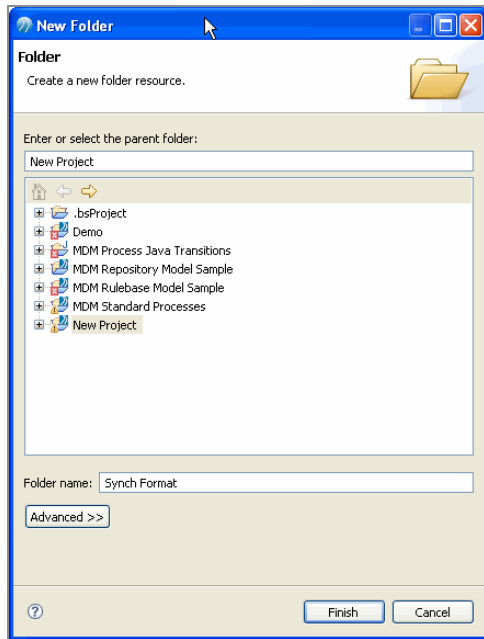 New Folder
Folder
Create a new folder resource.
Enter or select the parent folder:
New Project
.bsProject
Demo
MDM Process Java Transitions
MDM Repository Model Sample
MDM Rulebase Model Sample
MDM Standard Processes
New Project
Folder name: Synch Format
Advanced >>
? Finish Cancel